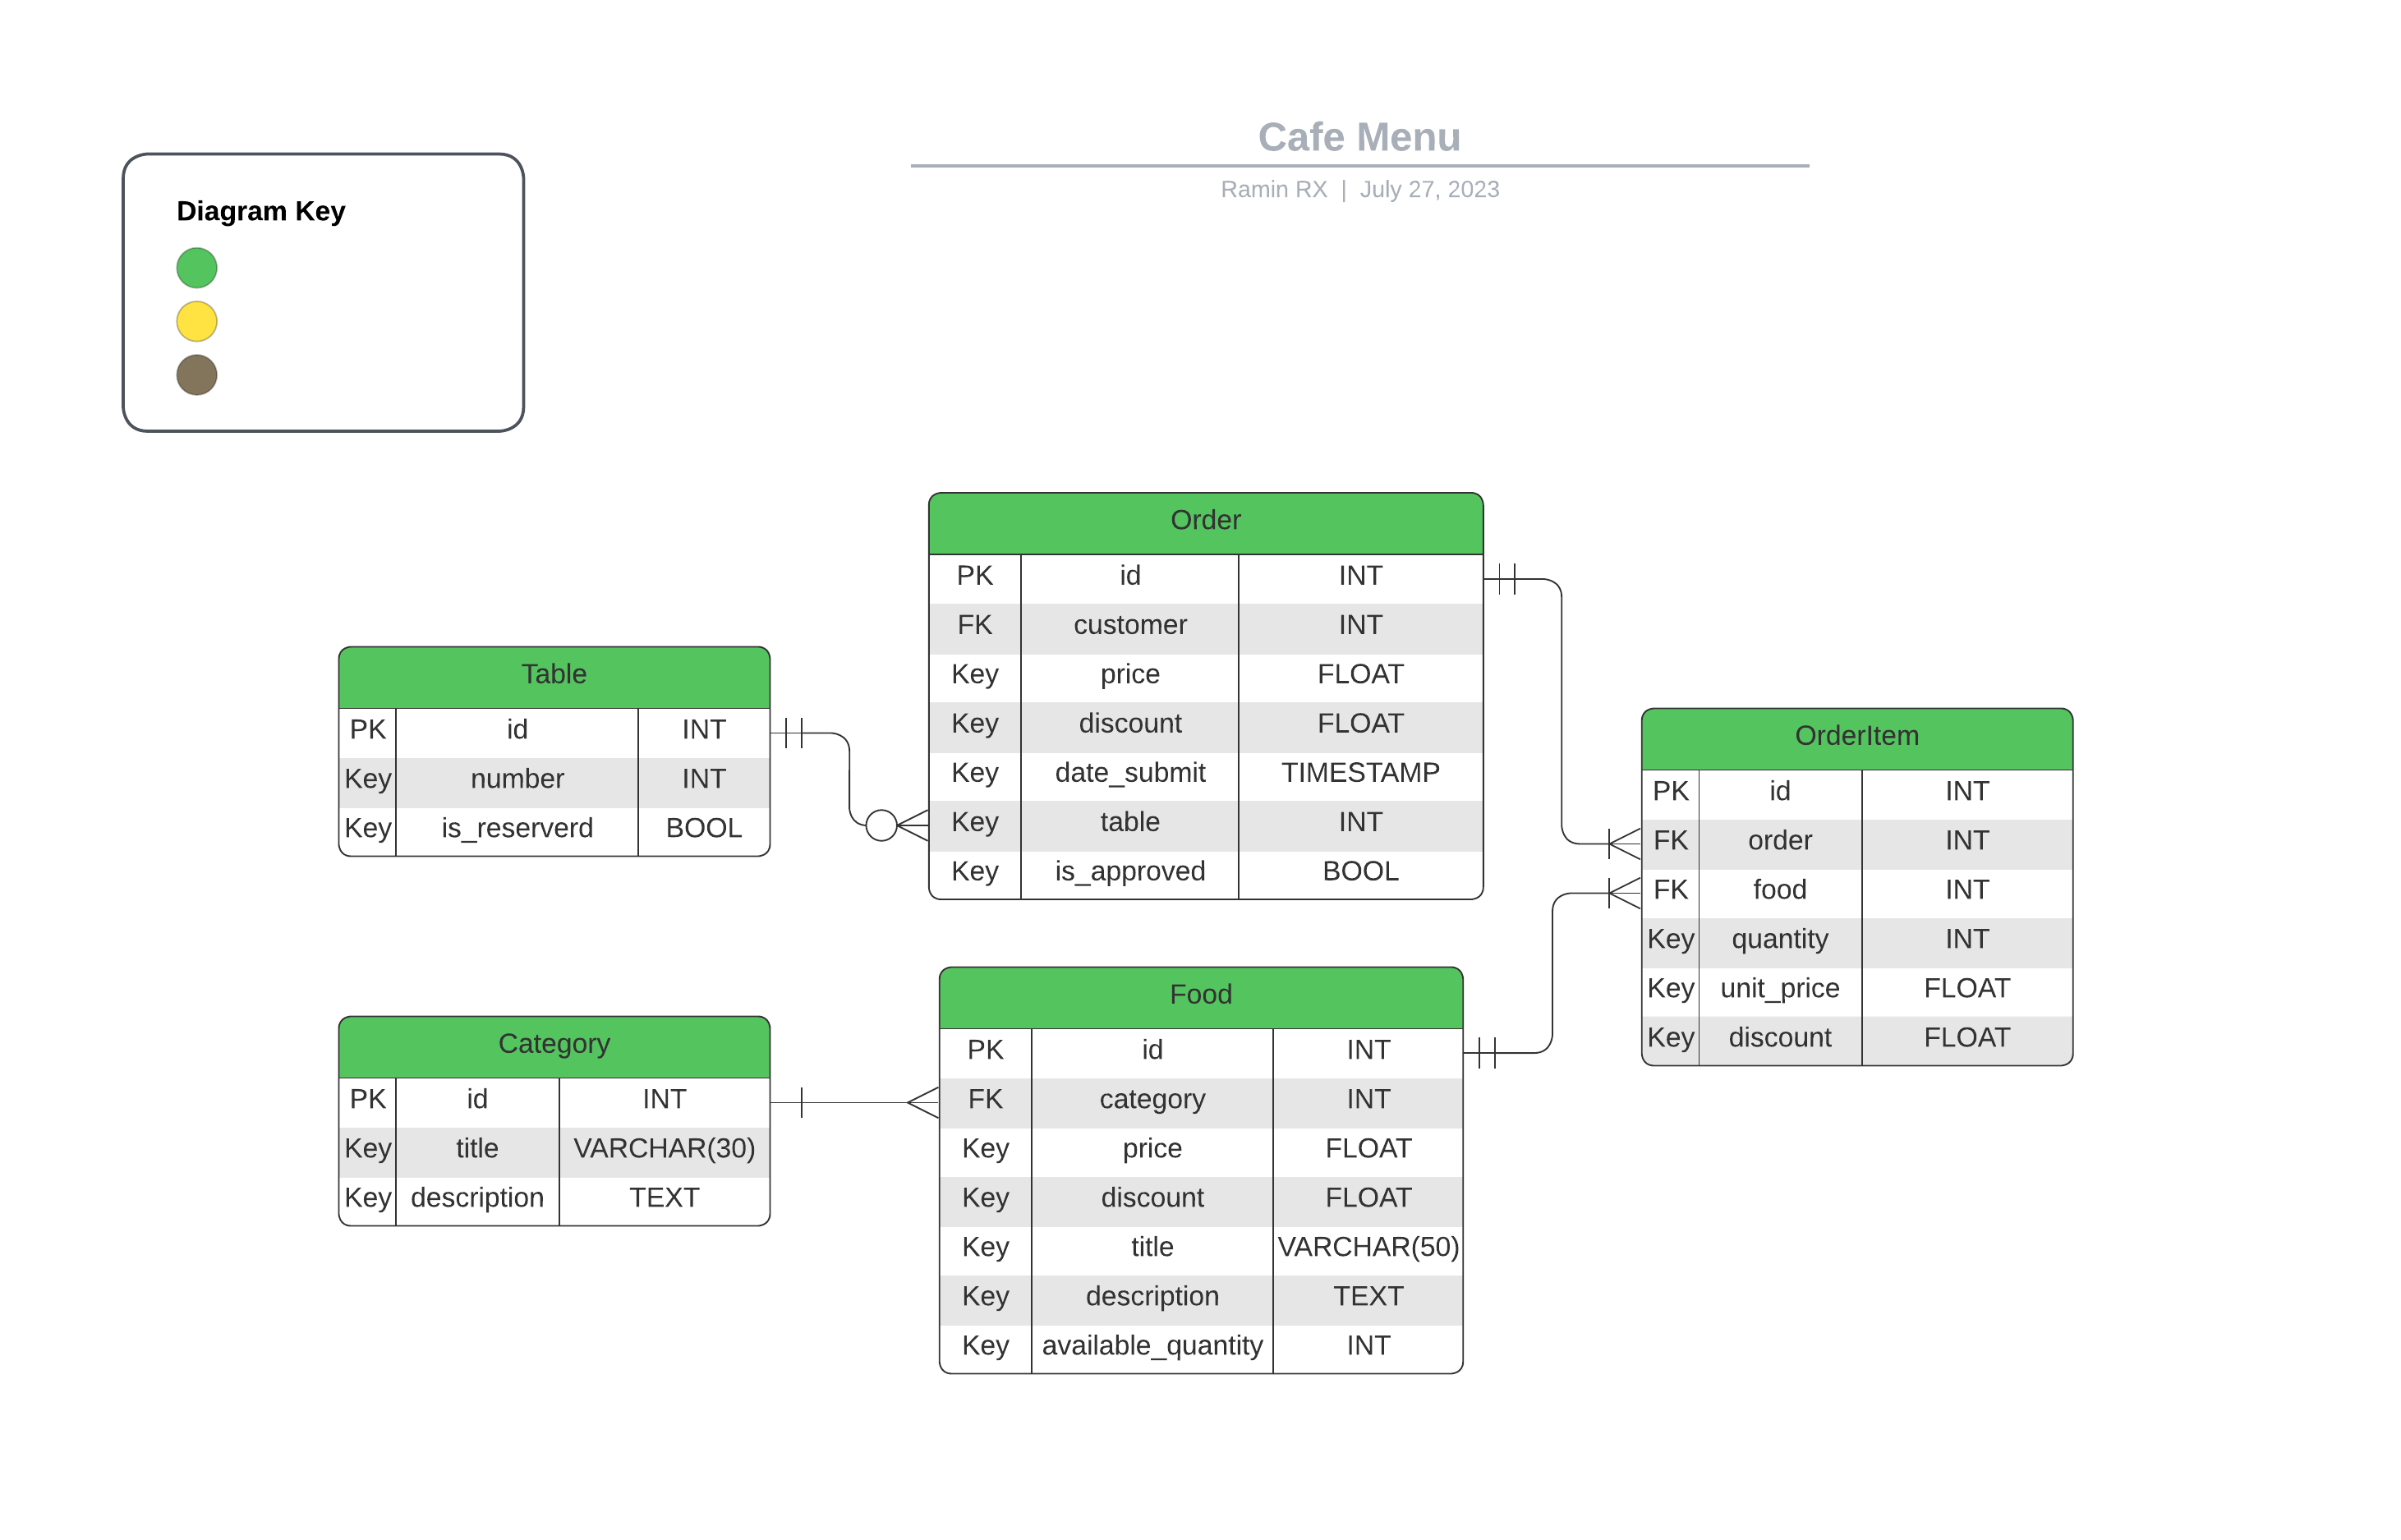 Cafe Menu
Ramin RX | July 27, 2023
Diagram Key
Order
PK id INT
FK customer INT
Key price FLOAT
Key discount FLOAT
Key date_submit TIMESTAMP
Key table INT
Key is_approved BOOL
Table
PK id INT
Key number INT
Key is_reserverd BOOL
OrderItem
PK id INT
FK order INT
FK food INT
Key quantity INT
Key unit_price FLOAT
Key discount FLOAT
Food
PK id INT
FK category INT
Key price FLOAT
Key discount FLOAT
Key title VARCHAR(50)
Key description TEXT
Key available_quantity INT
Category
PK id INT
Key title VARCHAR(30)
Key description TEXT